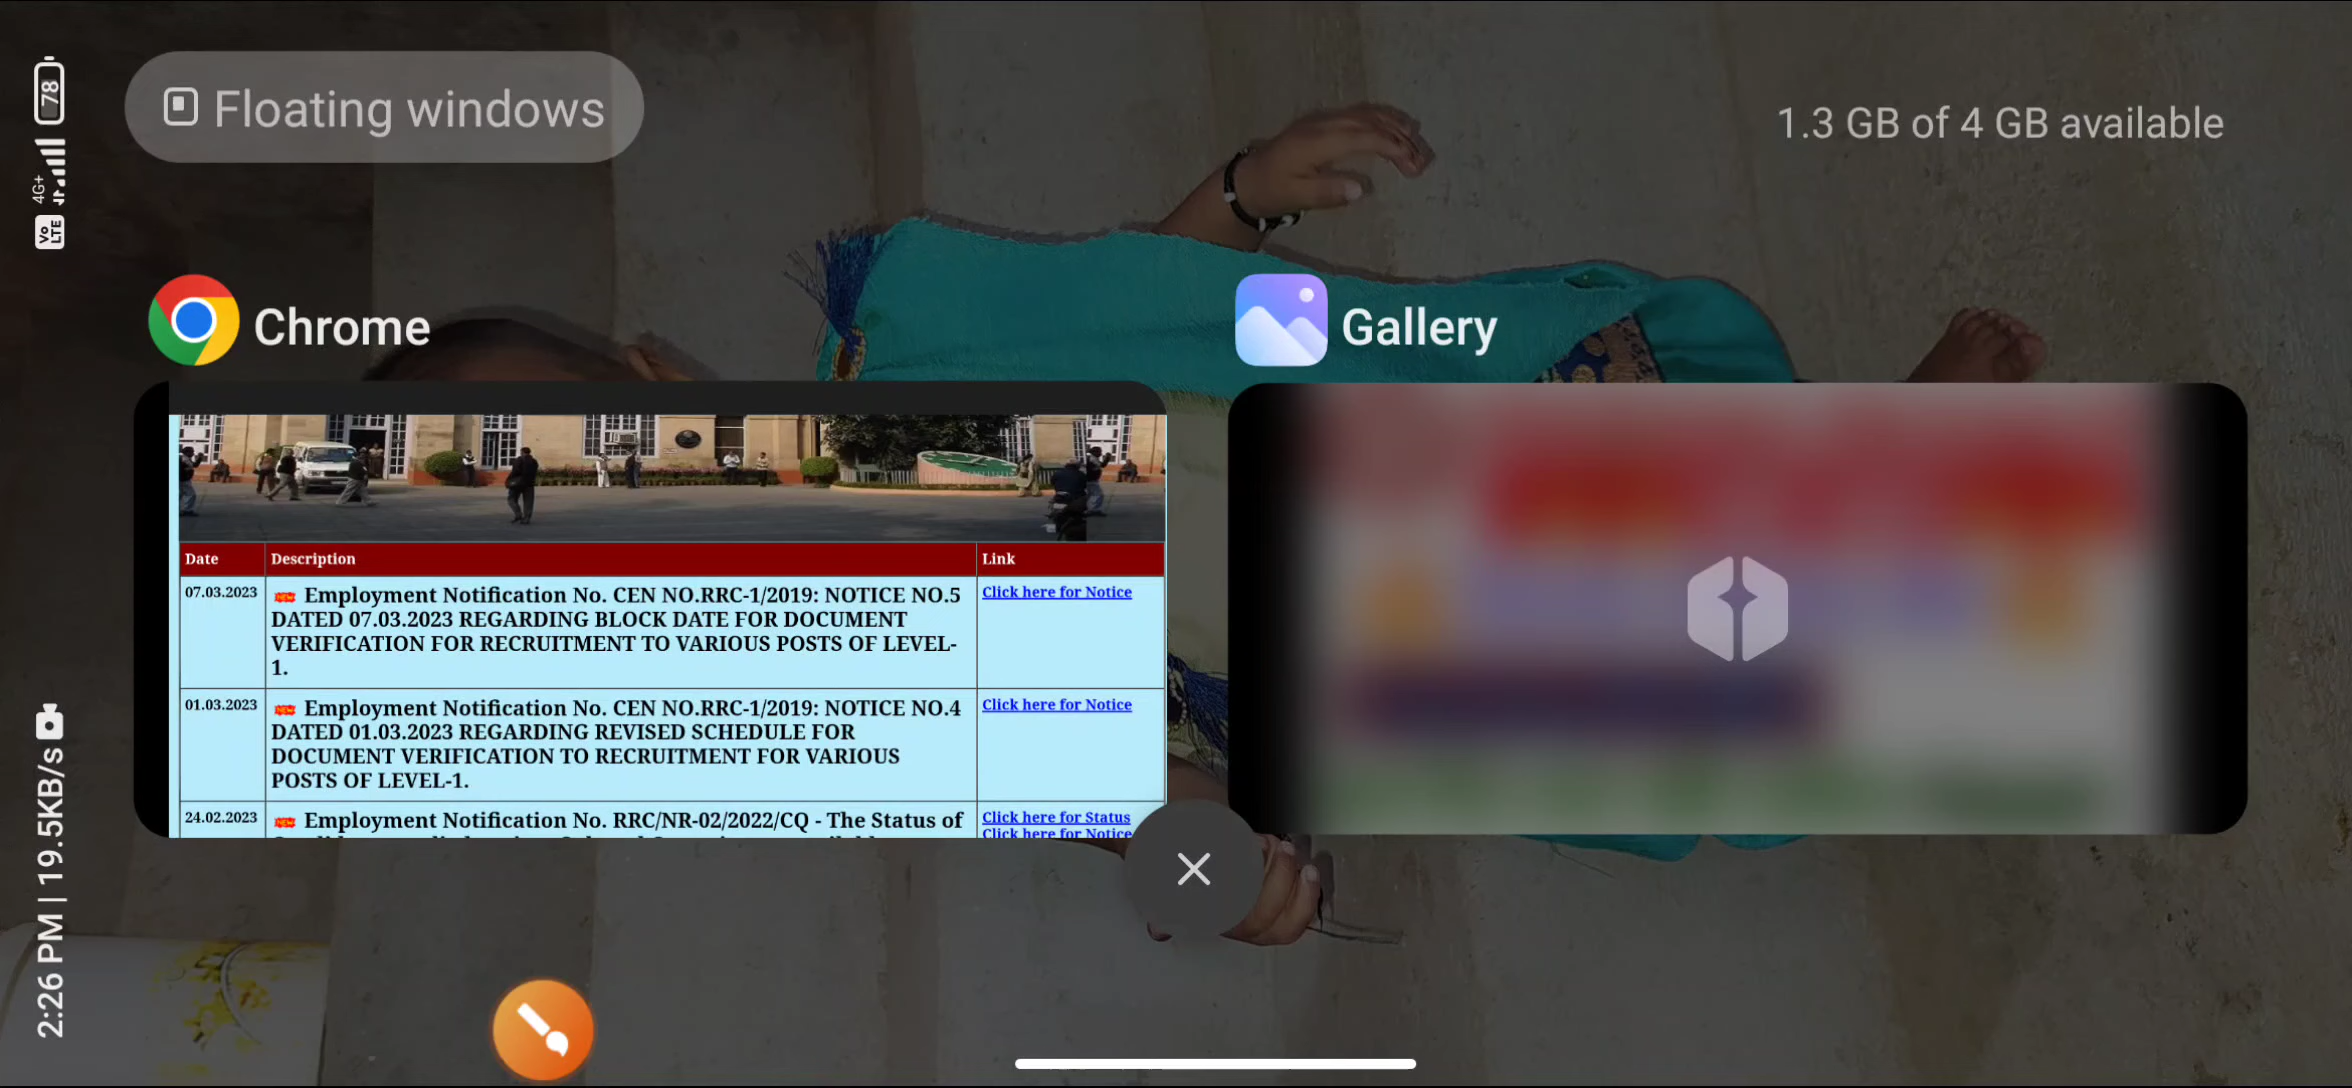 78
4G+
Vo
LTE
2:26 PM | 19.5KB/s
Floating windows
1.3 GB of 4 GB available
Chrome
Gallery
Date Description Link
07.03.2023 Employment Notification No. CEN NO.RRC-1/2019: NOTICE NO.5 Click here for Notice
DATED 07.03.2023 REGARDING BLOCK DATE FOR DOCUMENT
VERIFICATION FOR RECRUITMENT TO VARIOUS POSTS OF LEVEL-
1.
01.03.2023 Employment Notification No. CEN NO.RRC-1/2019: NOTICE NO.4 Click here for Notice
DATED 01.03.2023 REGARDING REVISED SCHEDULE FOR
DOCUMENT VERIFICATION TO RECRUITMENT FOR VARIOUS
POSTS OF LEVEL-1.
24.02.2023 Employment Notification No. RRC/NR-02/2022/CQ - The Status of Click here for Status
Click here for Notice